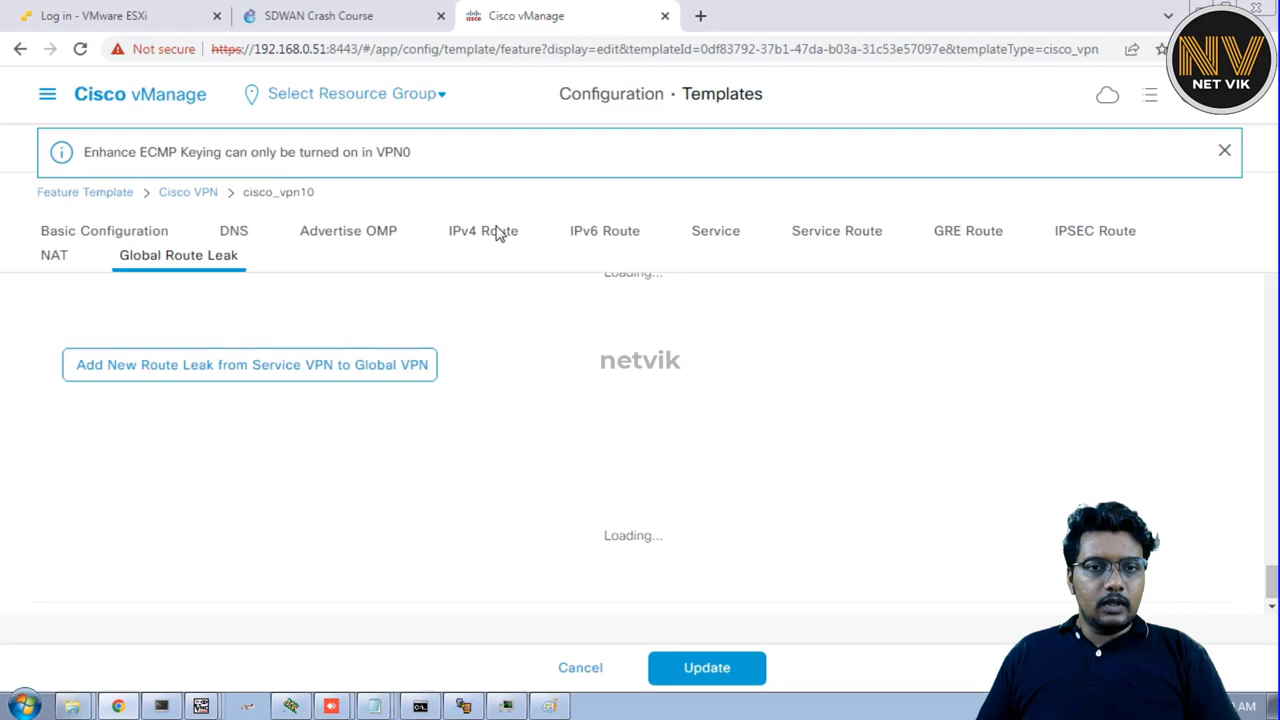 Log in - VMware ESXi
SDWAN Crash Course
Cisco vManage
Not secure
https://192.168.0.51:8443/#/app/config/template/feature?display=edit&templateId=0df83792-37b1-47da-b03a-31c53e57097e&templateType=cisco_vpn
NV
NET VIK
Cisco vManage
Select Resource Group
Configuration · Templates
Enhance ECMP Keying can only be turned on in VPN0
Feature Template > Cisco VPN > cisco_vpn10
Basic Configuration DNS Advertise OMP IPv4 Route IPv6 Route Service Service Route GRE Route IPSEC Route
NAT Global Route Leak
Loading...
Add New Route Leak from Service VPN to Global VPN
netvik
Loading...
Cancel Update
AM